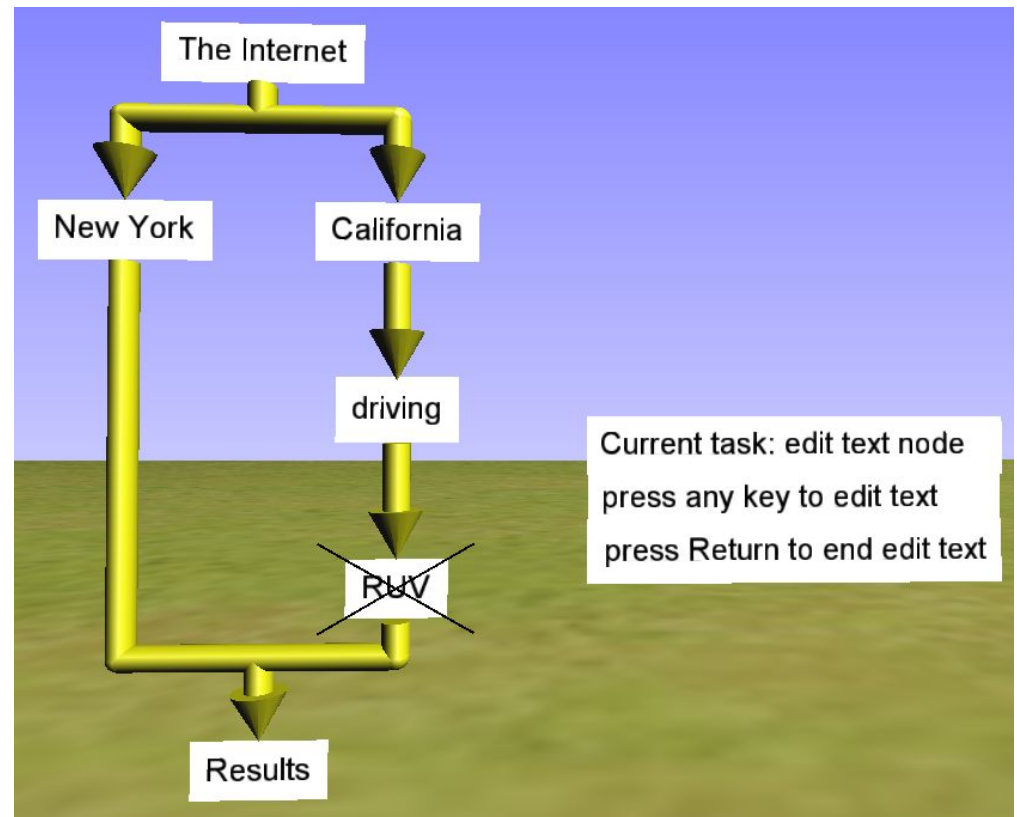 The Internet
New York
California
driving
RUV
Results
Current task: edit text node
press any key to edit text
press Return to end edit text